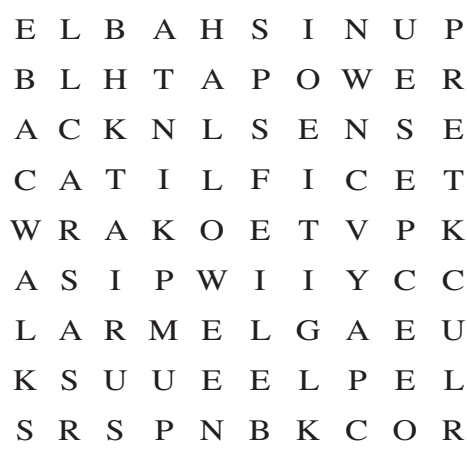 E L B A H S I N U P
B L H T A P O W E R
A C K N L S E N S E
C A T I L F I C E T
W R A K O E T V P K
A S I P W I I Y C C
L A R M E L G A E U
K S U U E E L P E L
S R S P N B K C O R